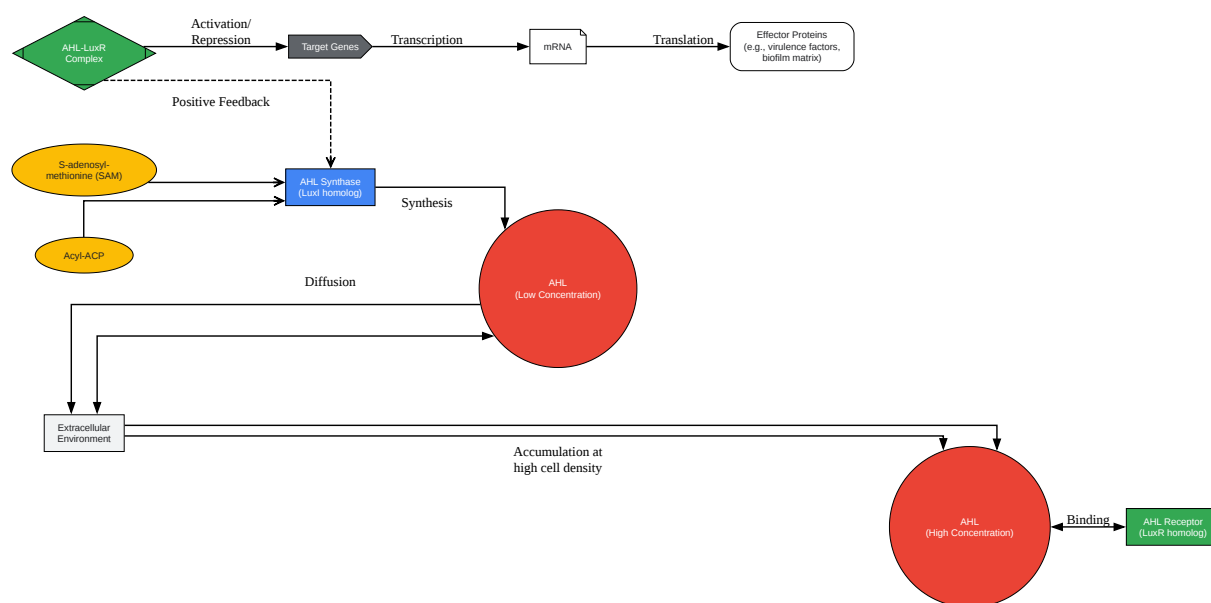 AHL-LuxR
Complex
Activation/
Repression
Target Genes
Transcription
mRNA
Translation
Effector Proteins
(e.g., virulence factors,
biofilm matrix)
Positive Feedback
S-adenosyl-
methionine (SAM)
AHL Synthase
(LuxI homolog)
Synthesis
Acyl-ACP
Diffusion
AHL
(Low Concentration)
Extracellular
Environment
Accumulation at
high cell density
AHL
(High Concentration)
Binding
AHL Receptor
(LuxR homolog)